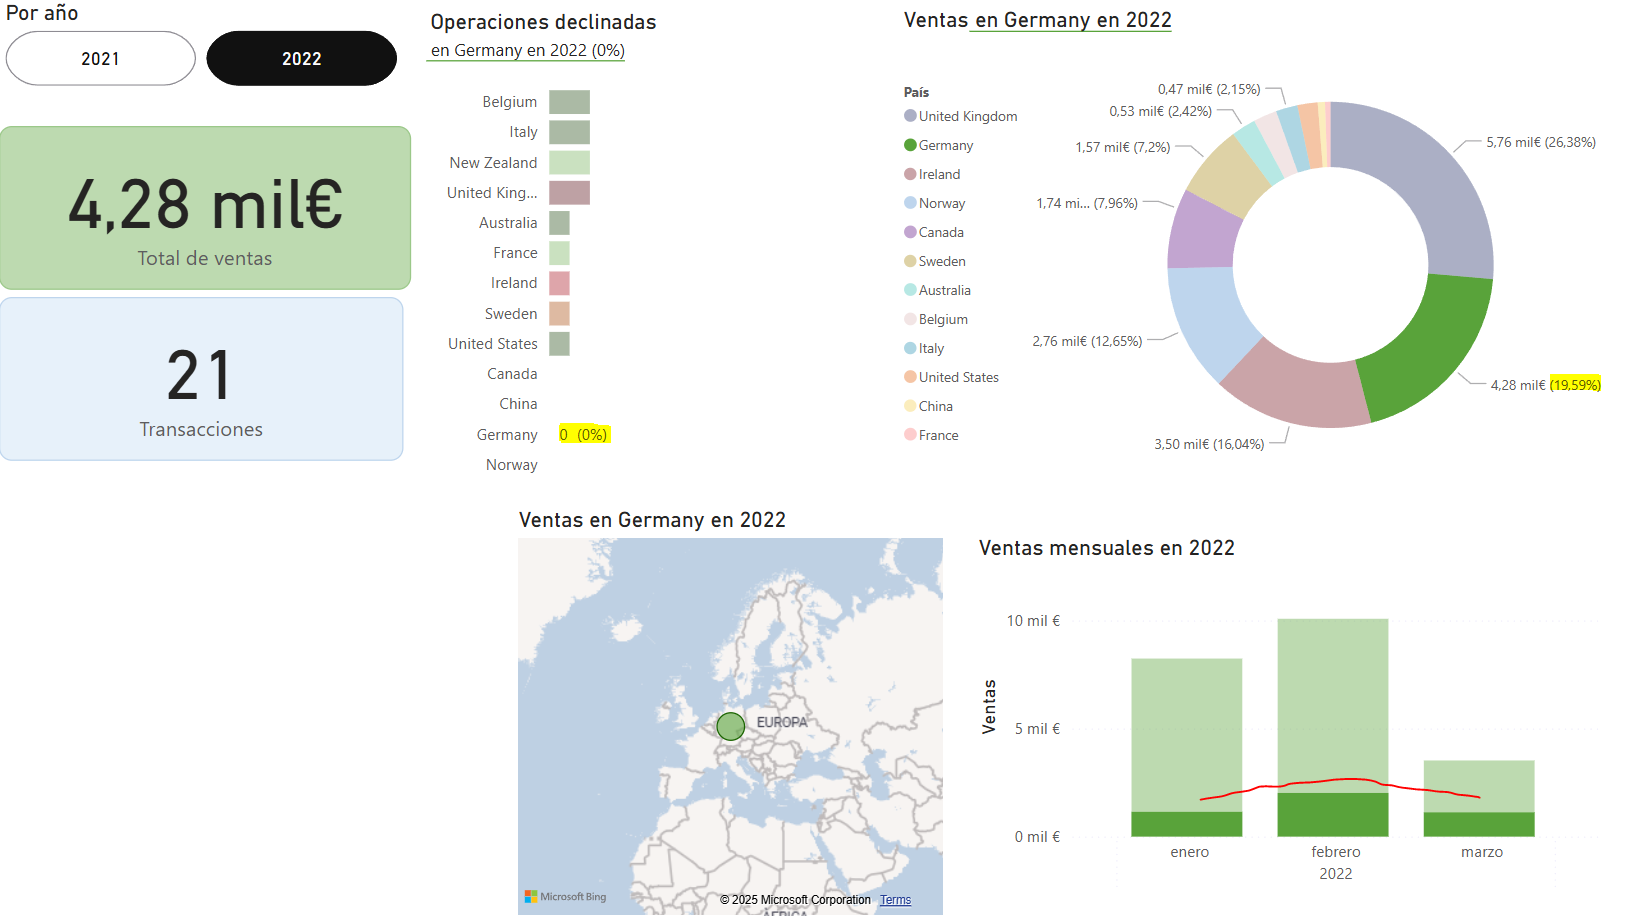 Por año
2021
2022
4,28 mil€
Total de ventas
21
Transacciones
Operaciones declinadas
en Germany en 2022 (0%)
Belgium
Italy
New Zealand
United King...
Australia
France
Ireland
Sweden
United States
Canada
China
Germany 0 (0%)
Norway
Ventas en Germany en 2022
País
United Kingdom
Germany
Ireland
Norway
Canada
Sweden
Australia
Belgium
Italy
United States
China
France
0,47 mil€ (2,15%)
0,53 mil€ (2,42%)
1,57 mil€ (7,2%)
1,74 mi... (7,96%)
2,76 mil€ (12,65%)
3,50 mil€ (16,04%)
5,76 mil€ (26,38%)
4,28 mil€ (19,59%)
Ventas en Germany en 2022
EUROPA
ÁFRICA
Microsoft Bing
© 2025 Microsoft Corporation Terms
Ventas mensuales en 2022
Ventas
10 mil €
5 mil €
0 mil €
enero
febrero
marzo
2022